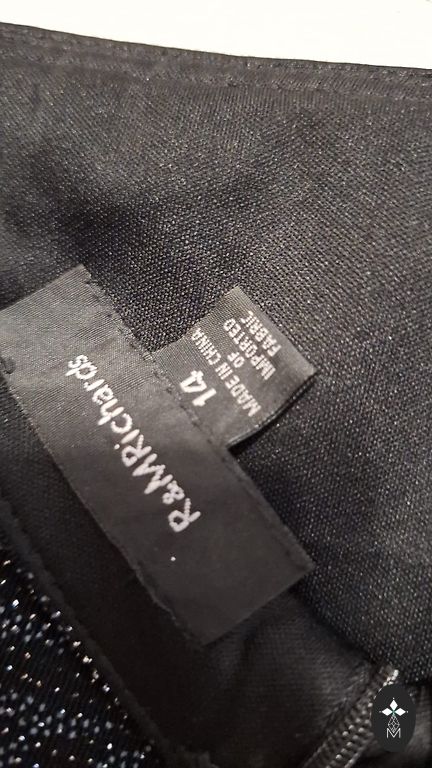 R&MRichards
14
MADE IN CHINA
OF
IMPORTED
FABRIC
M